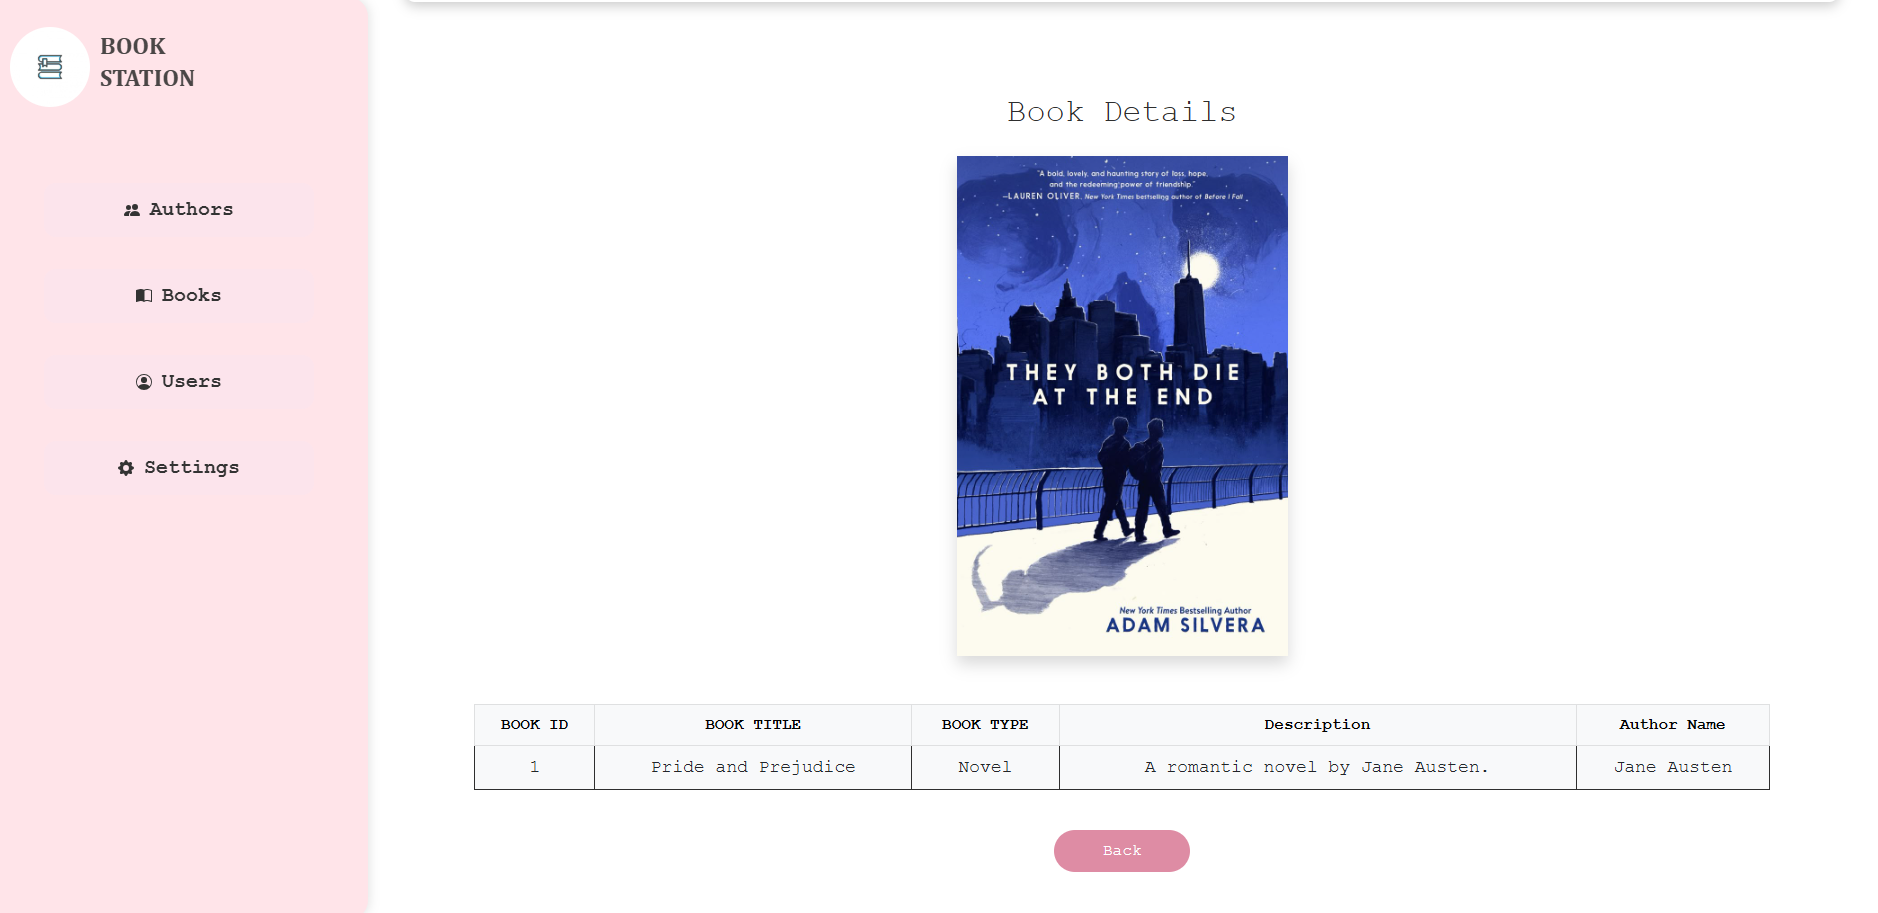 BOOK
STATION
Authors
Books
Users
Settings
Book Details
"A bold, lovely, and haunting story of loss, hope,
and the redeeming power of friendship."
—LAUREN OLIVER, New York Times bestselling author of Before I Fall
THEY BOTH DIE
AT THE END
New York Times Bestselling Author
ADAM SILVERA
BOOK ID BOOK TITLE BOOK TYPE Description Author Name
1 Pride and Prejudice Novel A romantic novel by Jane Austen. Jane Austen
Back